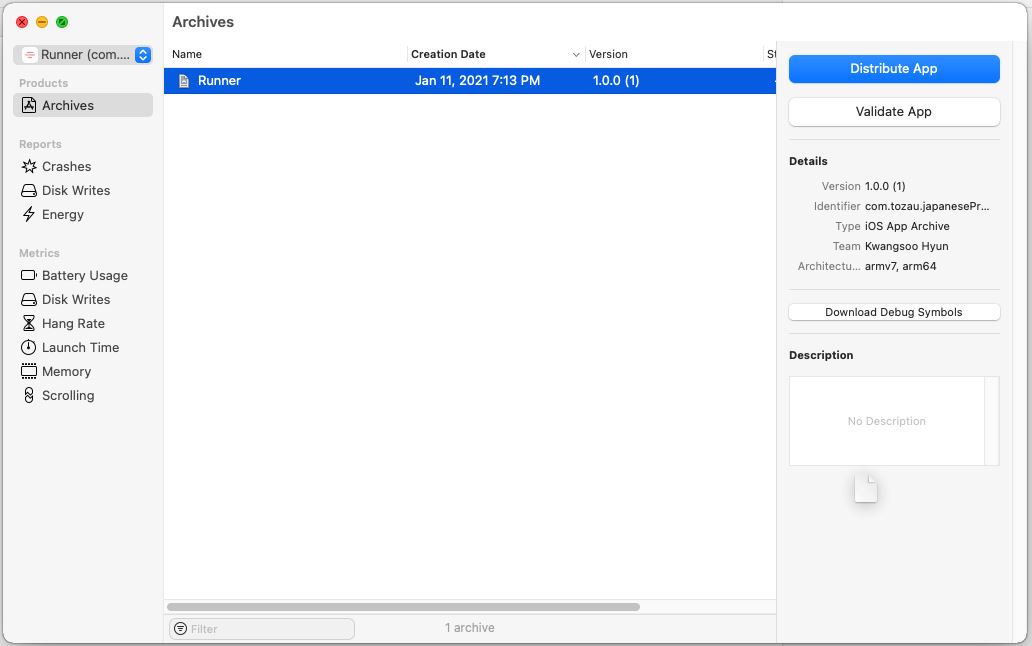 Archives
Runner (com....
Products
Archives
Reports
Crashes
Disk Writes
Energy
Metrics
Battery Usage
Disk Writes
Hang Rate
Launch Time
Memory
Scrolling
Name Creation Date Version St
Runner Jan 11, 2021 7:13 PM 1.0.0 (1)
Filter
1 archive
Distribute App
Validate App
Details
Version 1.0.0 (1)
Identifier com.tozau.japanesePr...
Type iOS App Archive
Team Kwangsoo Hyun
Architectu... armv7, arm64
Download Debug Symbols
Description
No Description